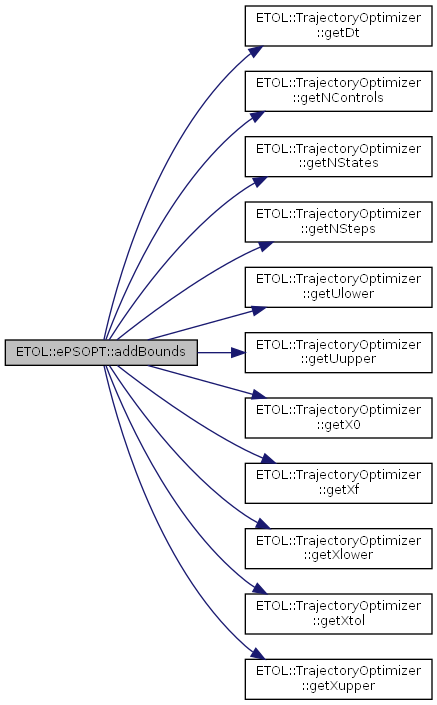 ETOL::TrajectoryOptimizer
::getDt
ETOL::TrajectoryOptimizer
::getNControls
ETOL::TrajectoryOptimizer
::getNStates
ETOL::TrajectoryOptimizer
::getNSteps
ETOL::TrajectoryOptimizer
::getUlower
ETOL::ePSOPT::addBounds
ETOL::TrajectoryOptimizer
::getUupper
ETOL::TrajectoryOptimizer
::getX0
ETOL::TrajectoryOptimizer
::getXf
ETOL::TrajectoryOptimizer
::getXlower
ETOL::TrajectoryOptimizer
::getXtol
ETOL::TrajectoryOptimizer
::getXupper